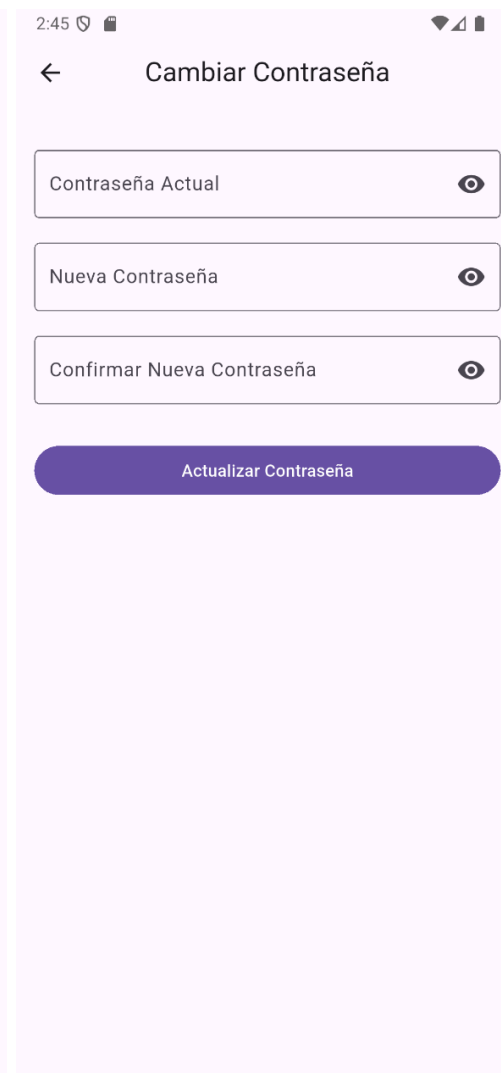 2:45
Cambiar Contraseña
Contraseña Actual
Nueva Contraseña
Confirmar Nueva Contraseña
Actualizar Contraseña